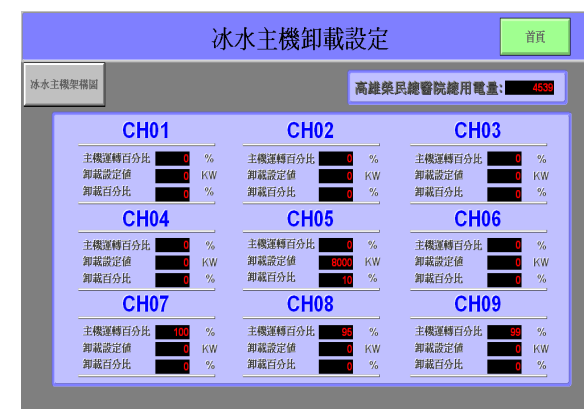 冰水主機卸載設定
首頁
冰水主機架構圖
高雄榮民總醫院總用電量: 4539
CH01 CH02 CH03
主機運轉百分比 0 % 主機運轉百分比 0 % 主機運轉百分比 0 %
卸載設定值 0 KW 卸載設定值 0 KW 卸載設定值 0 KW
卸載百分比 0 % 卸載百分比 0 % 卸載百分比 0 %
CH04 CH05 CH06
主機運轉百分比 0 % 主機運轉百分比 0 % 主機運轉百分比 0 %
卸載設定值 0 KW 卸載設定值 8000 KW 卸載設定值 0 KW
卸載百分比 0 % 卸載百分比 10 % 卸載百分比 0 %
CH07 CH08 CH09
主機運轉百分比 100 % 主機運轉百分比 95 % 主機運轉百分比 99 %
卸載設定值 0 KW 卸載設定值 0 KW 卸載設定值 0 KW
卸載百分比 0 % 卸載百分比 0 % 卸載百分比 0 %